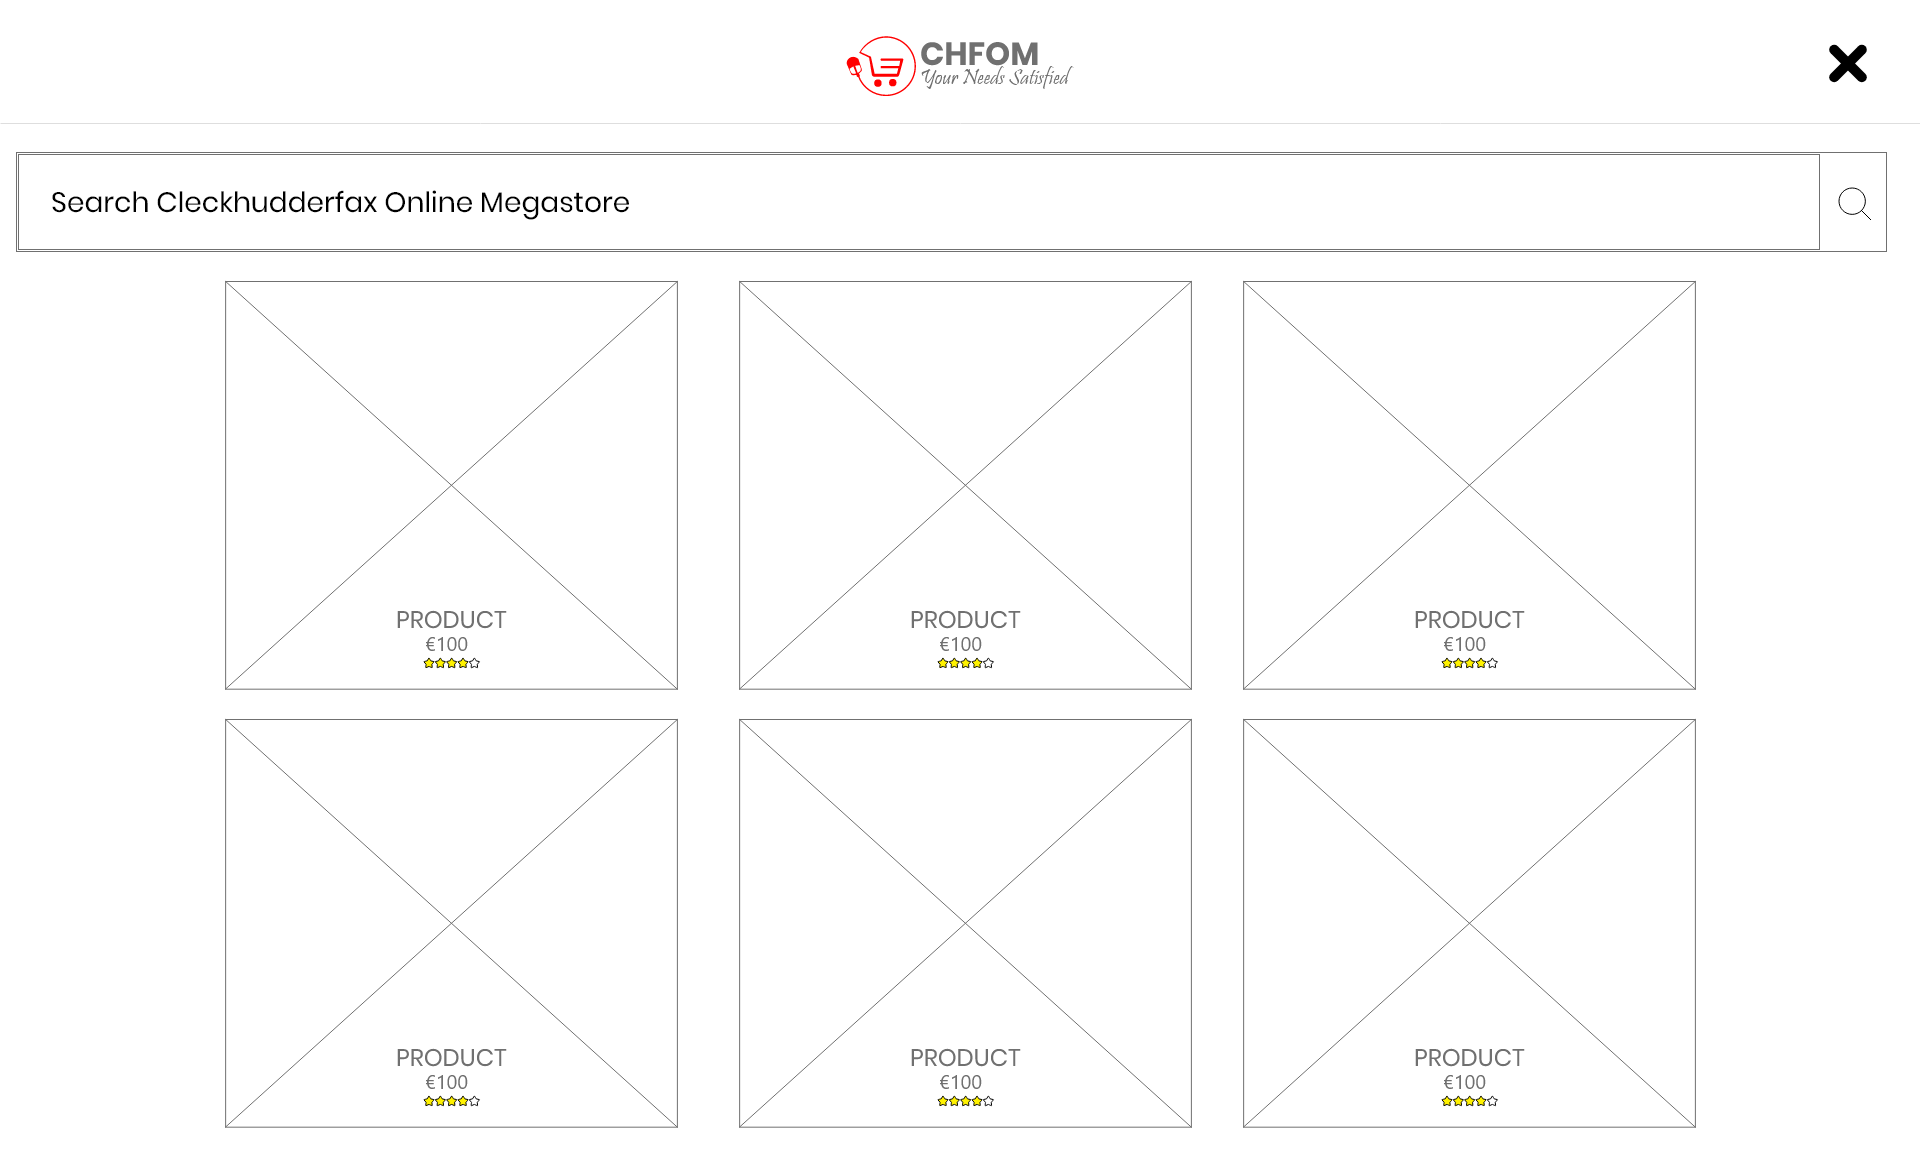 CHFOM
Your Needs Satisfied
Search Cleckhudderfax Online Megastore
PRODUCT
€100
PRODUCT
€100
PRODUCT
€100
PRODUCT
€100
PRODUCT
€100
PRODUCT
€100